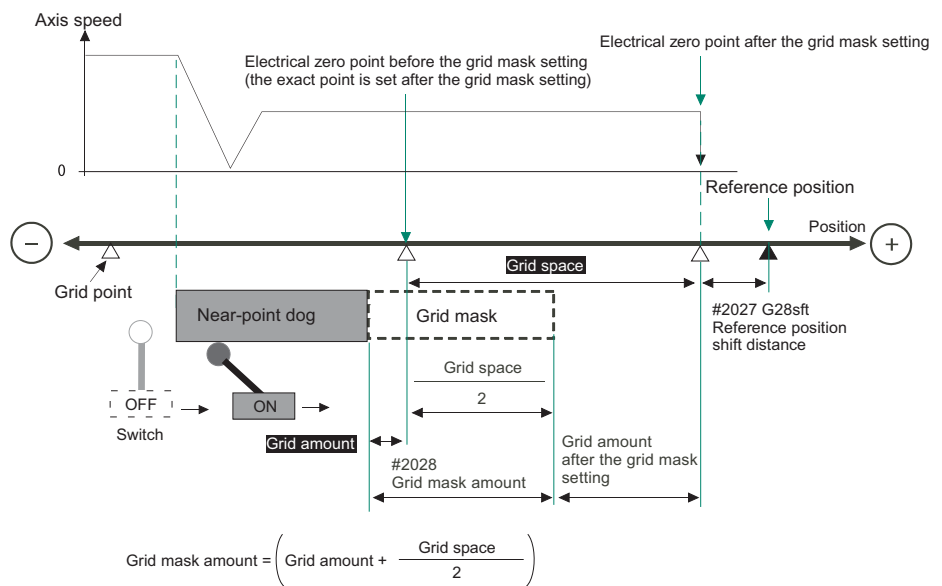 Axis speed
Electrical zero point after the grid mask setting
Electrical zero point before the grid mask setting
(the exact point is set after the grid mask setting)
0
Reference position
Position
−
+
Grid space
Grid point
#2027 G28sft
Reference position
shift distance
Near-point dog
Grid mask
Grid space
2
OFF
ON
Switch
Grid amount
Grid amount
after the grid mask
setting
#2028
Grid mask amount
Grid mask amount = ( Grid amount + Grid space
2 )